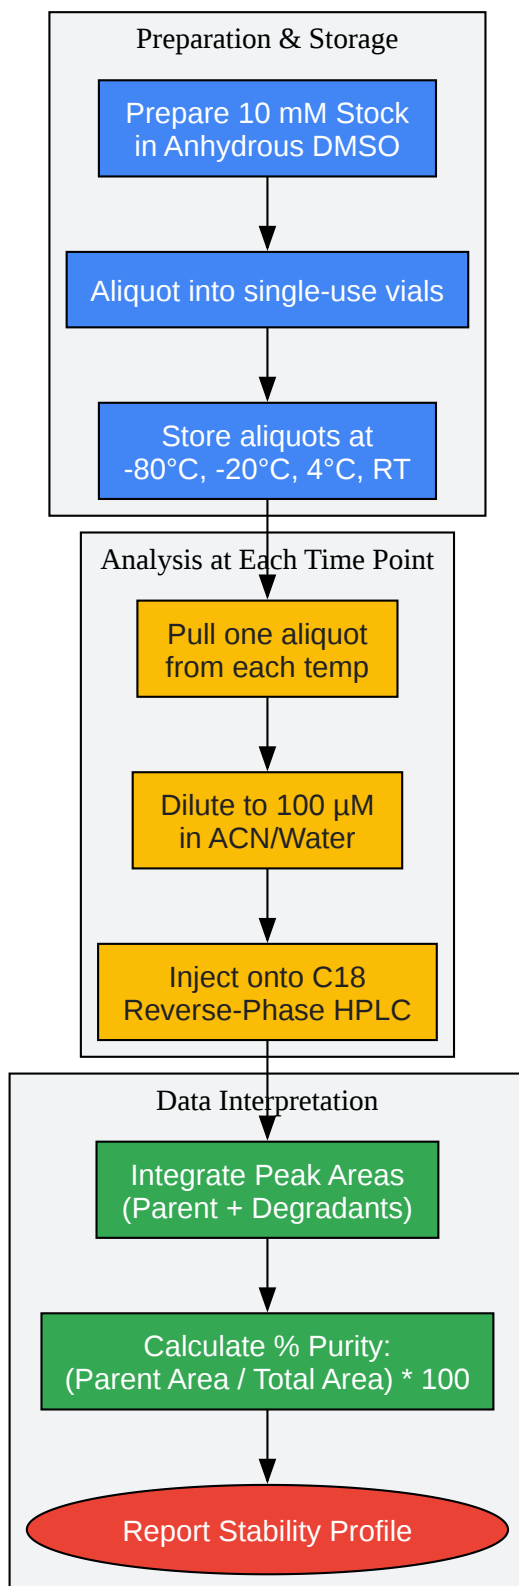 Preparation & Storage
Prepare 10 mM Stock
in Anhydrous DMSO
Aliquot into single-use vials
Store aliquots at
-80°C, -20°C, 4°C, RT
Analysis at Each Time Point
Pull one aliquot
from each temp
Dilute to 100 µM
in ACN/Water
Inject onto C18
Reverse-Phase HPLC
Data Interpretation
Integrate Peak Areas
(Parent + Degradants)
Calculate % Purity:
(Parent Area / Total Area) * 100
Report Stability Profile